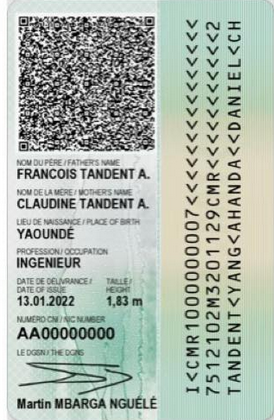 NOM DU PÈRE / FATHER'S NAME
FRANCOIS TANDENT A.
NOM DE LA MÈRE / MOTHER'S NAME
CLAUDINE TANDENT A.
LIEU DE NAISSANCE / PLACE OF BIRTH
YAOUNDÉ
PROFESSION / OCCUPATION
INGENIEUR
DATE DE DÉLIVRANCE / DATE OF ISSUE
13.01.2022
TAILLE / HEIGHT
1,83 m
NUMÉRO CNI / NIC NUMBER
AA00000000
LE DGSN / THE DGNS
Martin MBARGA NGUÉLÉ
I<CMR1000000007<<<<<<<<<<<<<<<
7512102M3201129CMR<<<<<<<<<<<2
TANDENT<YANG<AHANDA<<DANIEL<CH